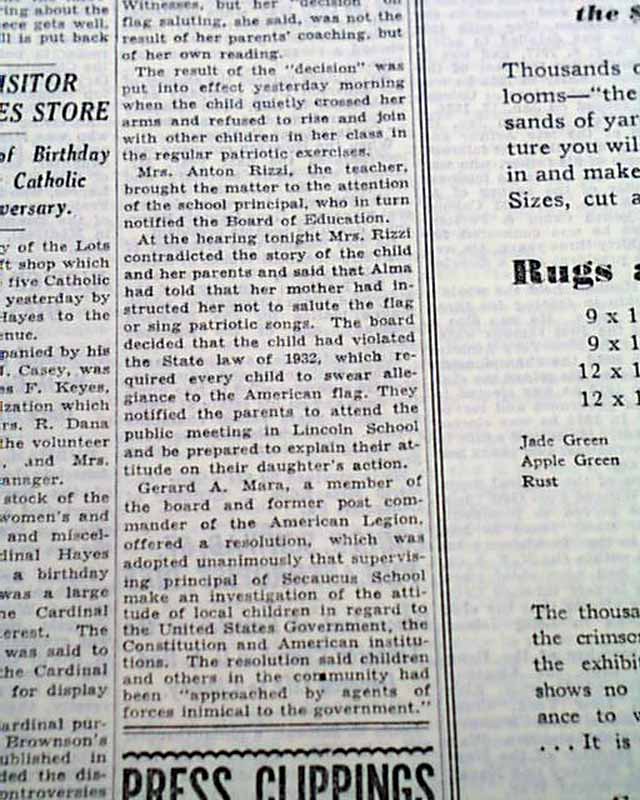 ring about the
ece gets well.
ll is put back
ISITOR
ES STORE
of Birthday
Catholic
versary.
y of the Lots
ft shop which
five Catholic
yesterday by
Hayes to the
enue.
panied by his
Casey, was
es F. Keyes,
ization which
rs. R. Dana
the volunteer
, and Mrs.
anager.
stock of the
women's and
and miscel-
dinal Hayes
a birthday
was a large
he Cardinal
erest. The
was said to
the Cardinal
for display
ardinal pur-
Brownson's
ublished in
ded the dis-
ontroversies
Witnesses, but her "decision" on
flag saluting, she said, was not the
result of her parents' coaching, but
of her own reading.
The result of the "decision" was
put into effect yesterday morning
when the child quietly crossed her
arms and refused to rise and join
with other children in her class in
the regular patriotic exercises.
Mrs. Anton Rizzi, the teacher,
brought the matter to the attention
of the school principal, who in turn
notified the Board of Education.
At the hearing tonight Mrs. Rizzi
contradicted the story of the child
and her parents and said that Alma
had told that her mother had in-
structed her not to salute the flag
or sing patriotic songs. The board
decided that the child had violated
the State law of 1932, which re-
quired every child to swear alle-
giance to the American flag. They
notified the parents to attend the
public meeting in Lincoln School
and be prepared to explain their at-
titude on their daughter's action.
Gerard A. Mara, a member of
the board and former post com-
mander of the American Legion,
offered a resolution, which was
adopted unanimously that supervis-
ing principal of Secaucus School
make an investigation of the atti-
tude of local children in regard to
the United States Government, the
Constitution and American institu-
tions. The resolution said children
and others in the community had
been "approached by agents of
forces inimical to the government."
PRESS CLIPPINGS
the S
Thousands o
looms—"the
sands of yar
ture you wil
in and make
Sizes, cut a
Rugs a
9 x 1
9 x 1
12 x 1
12 x 1
Jade Green
Apple Green
Rust
The thousa
the crimso
the exhibit
shows no
ance to w
... It is